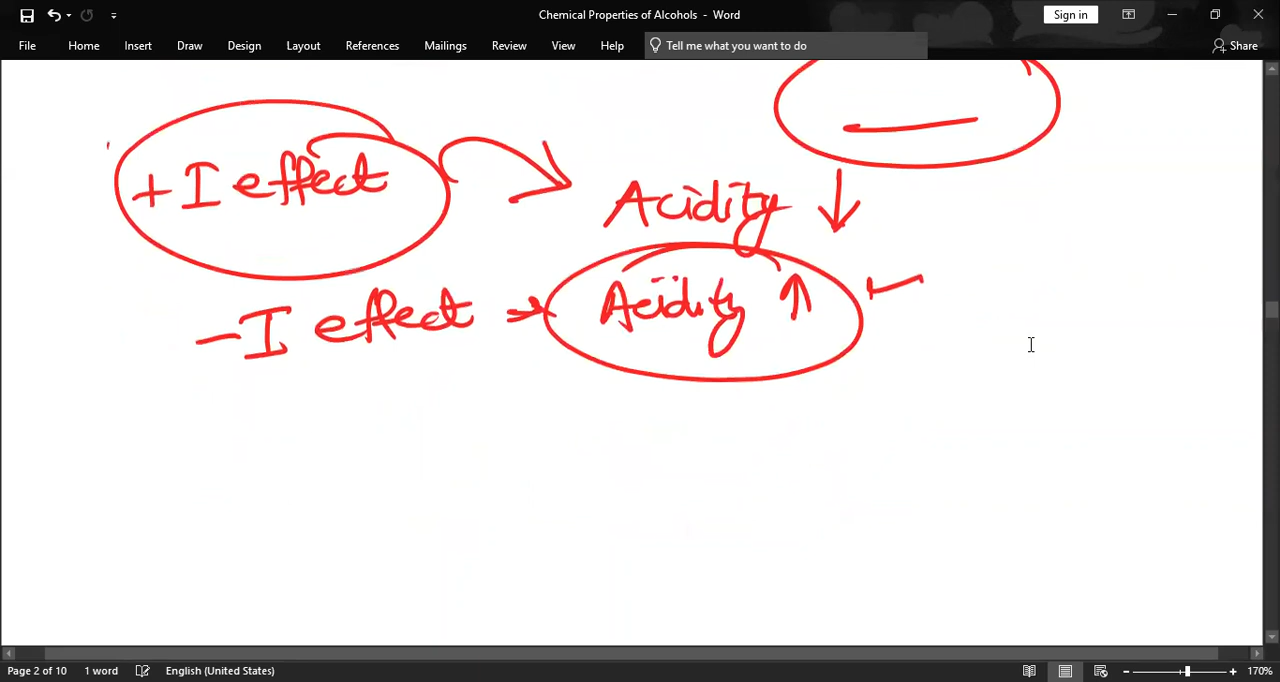 Chemical Properties of Alcohols - Word
Sign in
File Home Insert Draw Design Layout References Mailings Review View Help Tell me what you want to do Share
+ I effect → Acidity ↓
- I effect → Acidity ↑
Page 2 of 10 1 word English (United States) 170%